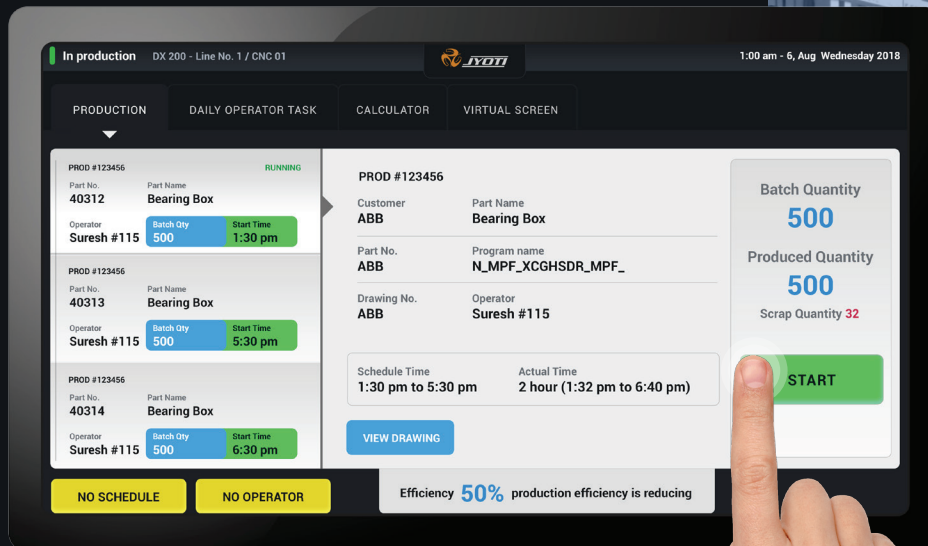 In production DX 200 - Line No. 1 / CNC 01
JYOTI
1:00 am - 6, Aug Wednesday 2018
PRODUCTION
DAILY OPERATOR TASK
CALCULATOR
VIRTUAL SCREEN
PROD #123456 RUNNING
Part No. Part Name
40312 Bearing Box
Operator Batch Qty Start Time
Suresh #115 500 1:30 pm
PROD #123456
Part No. Part Name
40313 Bearing Box
Operator Batch Qty Start Time
Suresh #115 500 5:30 pm
PROD #123456
Part No. Part Name
40314 Bearing Box
Operator Batch Qty Start Time
Suresh #115 500 6:30 pm
PROD #123456
Customer Part Name
ABB Bearing Box
Part No. Program name
ABB N_MPF_XCGHSDR_MPF_
Drawing No. Operator
ABB Suresh #115
Schedule Time Actual Time
1:30 pm to 5:30 pm 2 hour (1:32 pm to 6:40 pm)
VIEW DRAWING
Batch Quantity
500
Produced Quantity
500
Scrap Quantity 32
START
NO SCHEDULE
NO OPERATOR
Efficiency 50% production efficiency is reducing